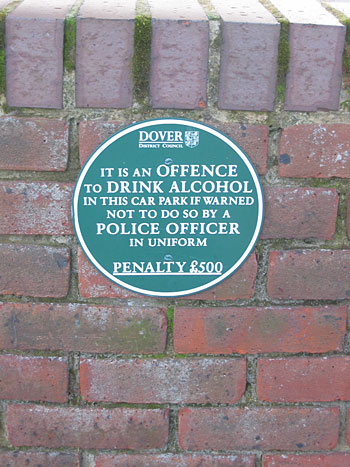 DOVER
DISTRICT COUNCIL
IT IS AN OFFENCE
TO DRINK ALCOHOL
IN THIS CAR PARK IF WARNED
NOT TO DO SO BY A
POLICE OFFICER
IN UNIFORM
PENALTY £500